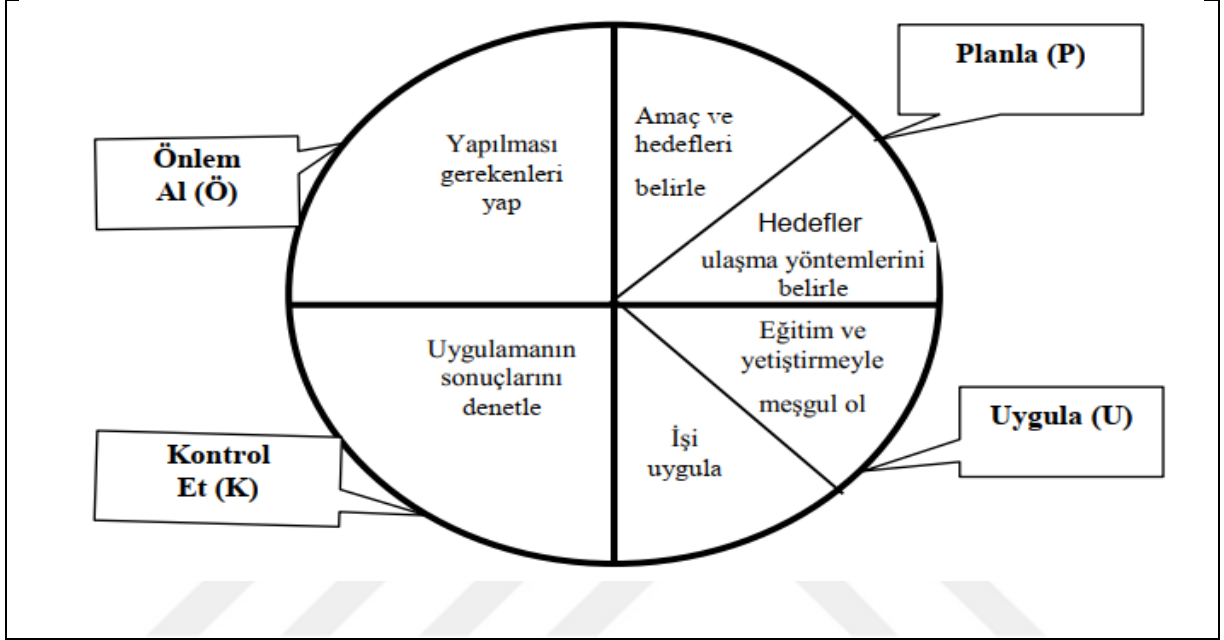 Planla (P)
Amaç ve
hedefleri
belirle
Hedefler
ulaşma yöntemlerini
belirle
Eğitim ve
yetiştirmeyle
meşgul ol
Uygula (U)
İşi
uygula
Uygulamanın
sonuçlarını
denetle
Kontrol
Et (K)
Yapılması
gerekenleri
yap
Önlem
Al (Ö)